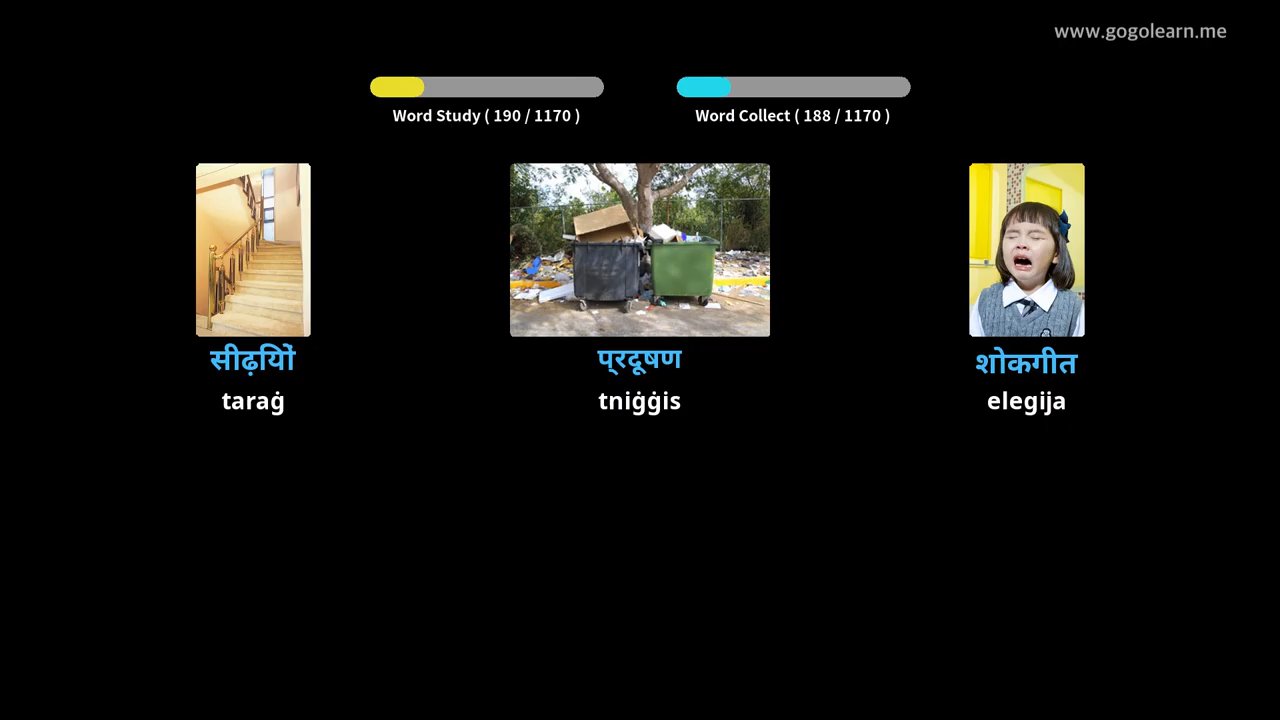 www.gogolearn.me
Word Study ( 190 / 1170 )
Word Collect ( 188 / 1170 )
सीढ़ियाँ
प्रदूषण
शोकगीत
taraġ
tniġġis
elegija